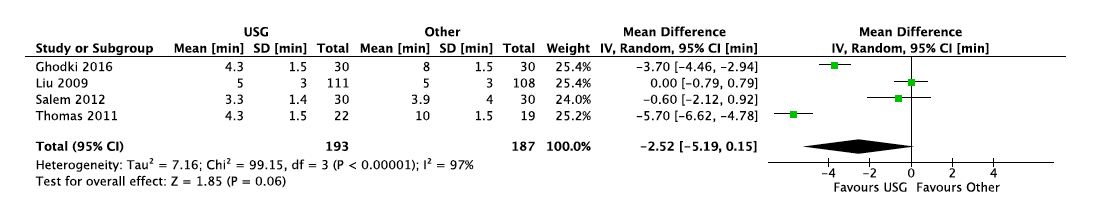 USG Other Mean Difference Mean Difference
Study or Subgroup Mean [min] SD [min] Total Mean [min] SD [min] Total Weight IV, Random, 95% CI [min] IV, Random, 95% CI [min]
Ghodki 2016 4.3 1.5 30 8 1.5 30 25.4% −3.70 [−4.46, −2.94]
Liu 2009 5 3 111 5 3 108 25.4% 0.00 [−0.79, 0.79]
Salem 2012 3.3 1.4 30 3.9 4 30 24.0% −0.60 [−2.12, 0.92]
Thomas 2011 4.3 1.5 22 10 1.5 19 25.2% −5.70 [−6.62, −4.78]
Total (95% CI) 193 187 100.0% −2.52 [−5.19, 0.15]
Heterogeneity: Tau² = 7.16; Chi² = 99.15, df = 3 (P < 0.00001); I² = 97%
Test for overall effect: Z = 1.85 (P = 0.06)
−4 −2 0 2 4
Favours USG Favours Other